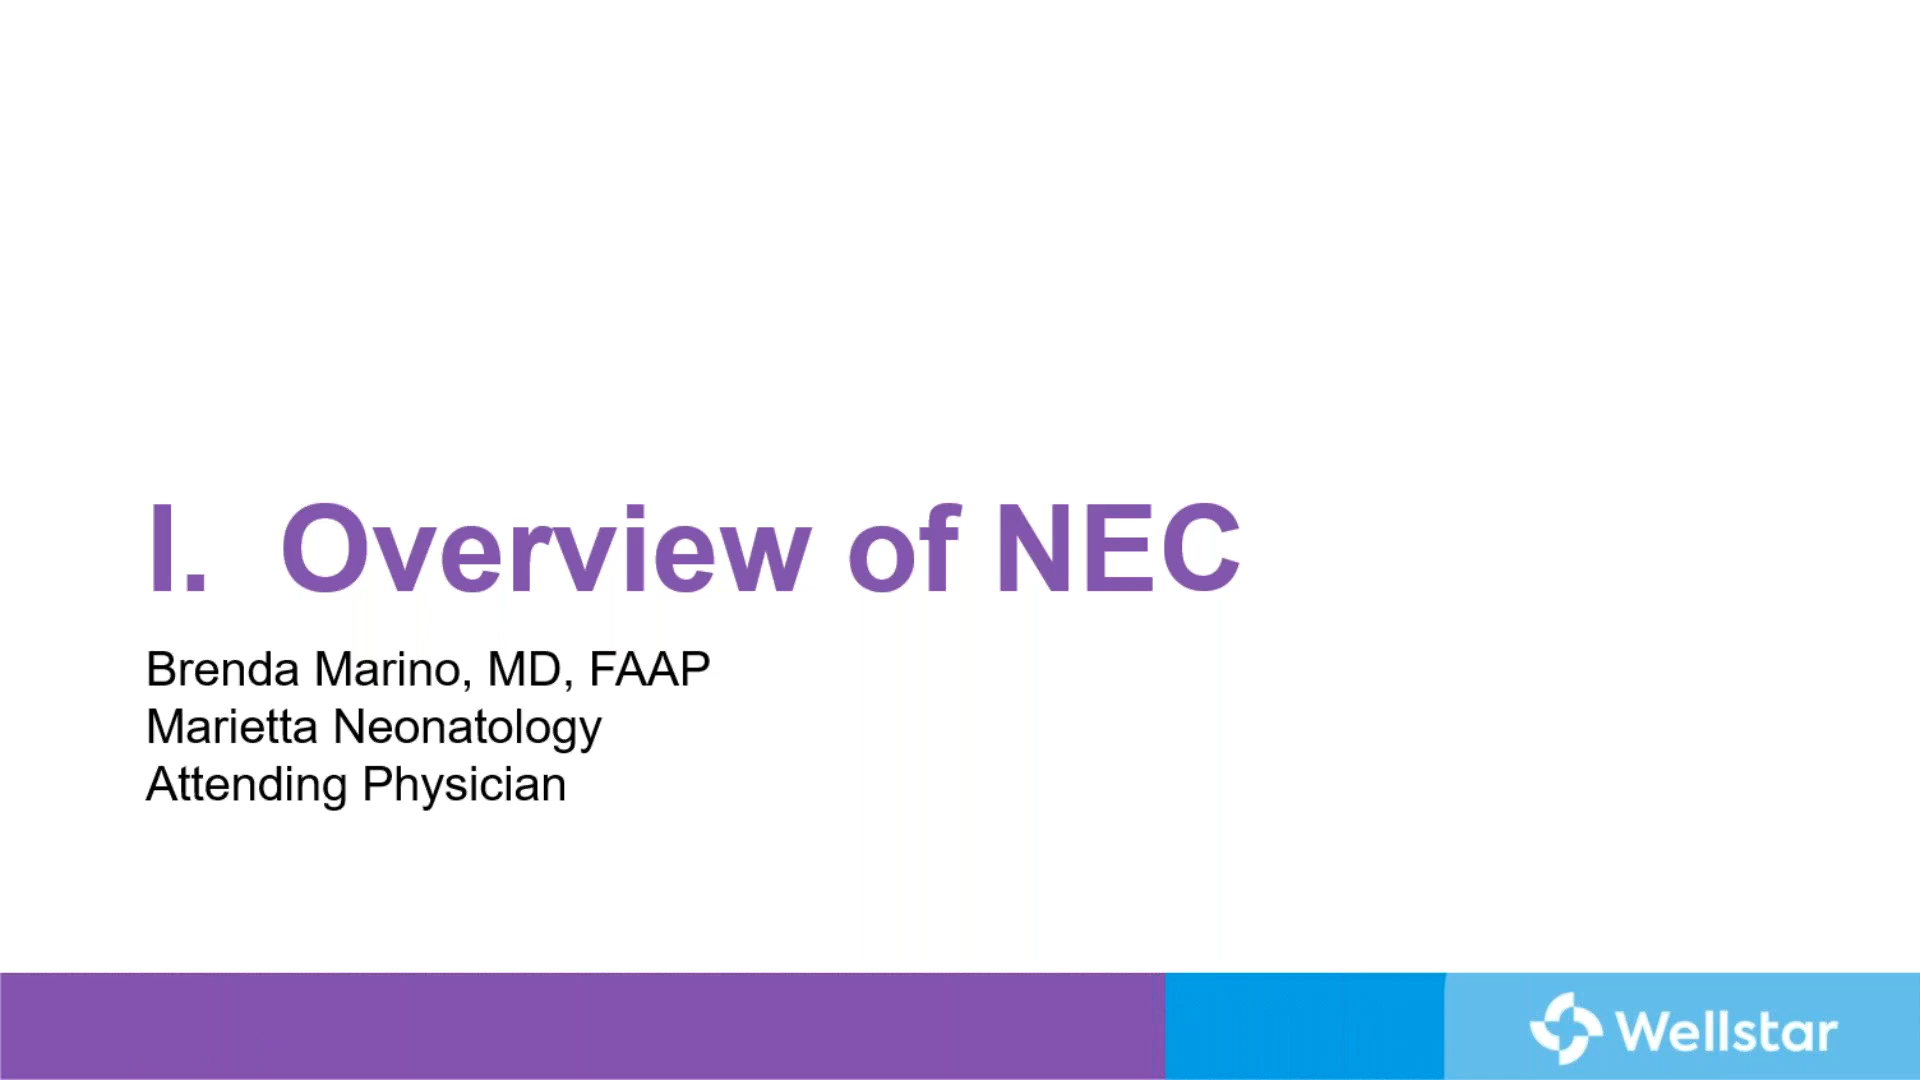 I. Overview of NEC
Brenda Marino, MD, FAAP
Marietta Neonatology
Attending Physician
Wellstar